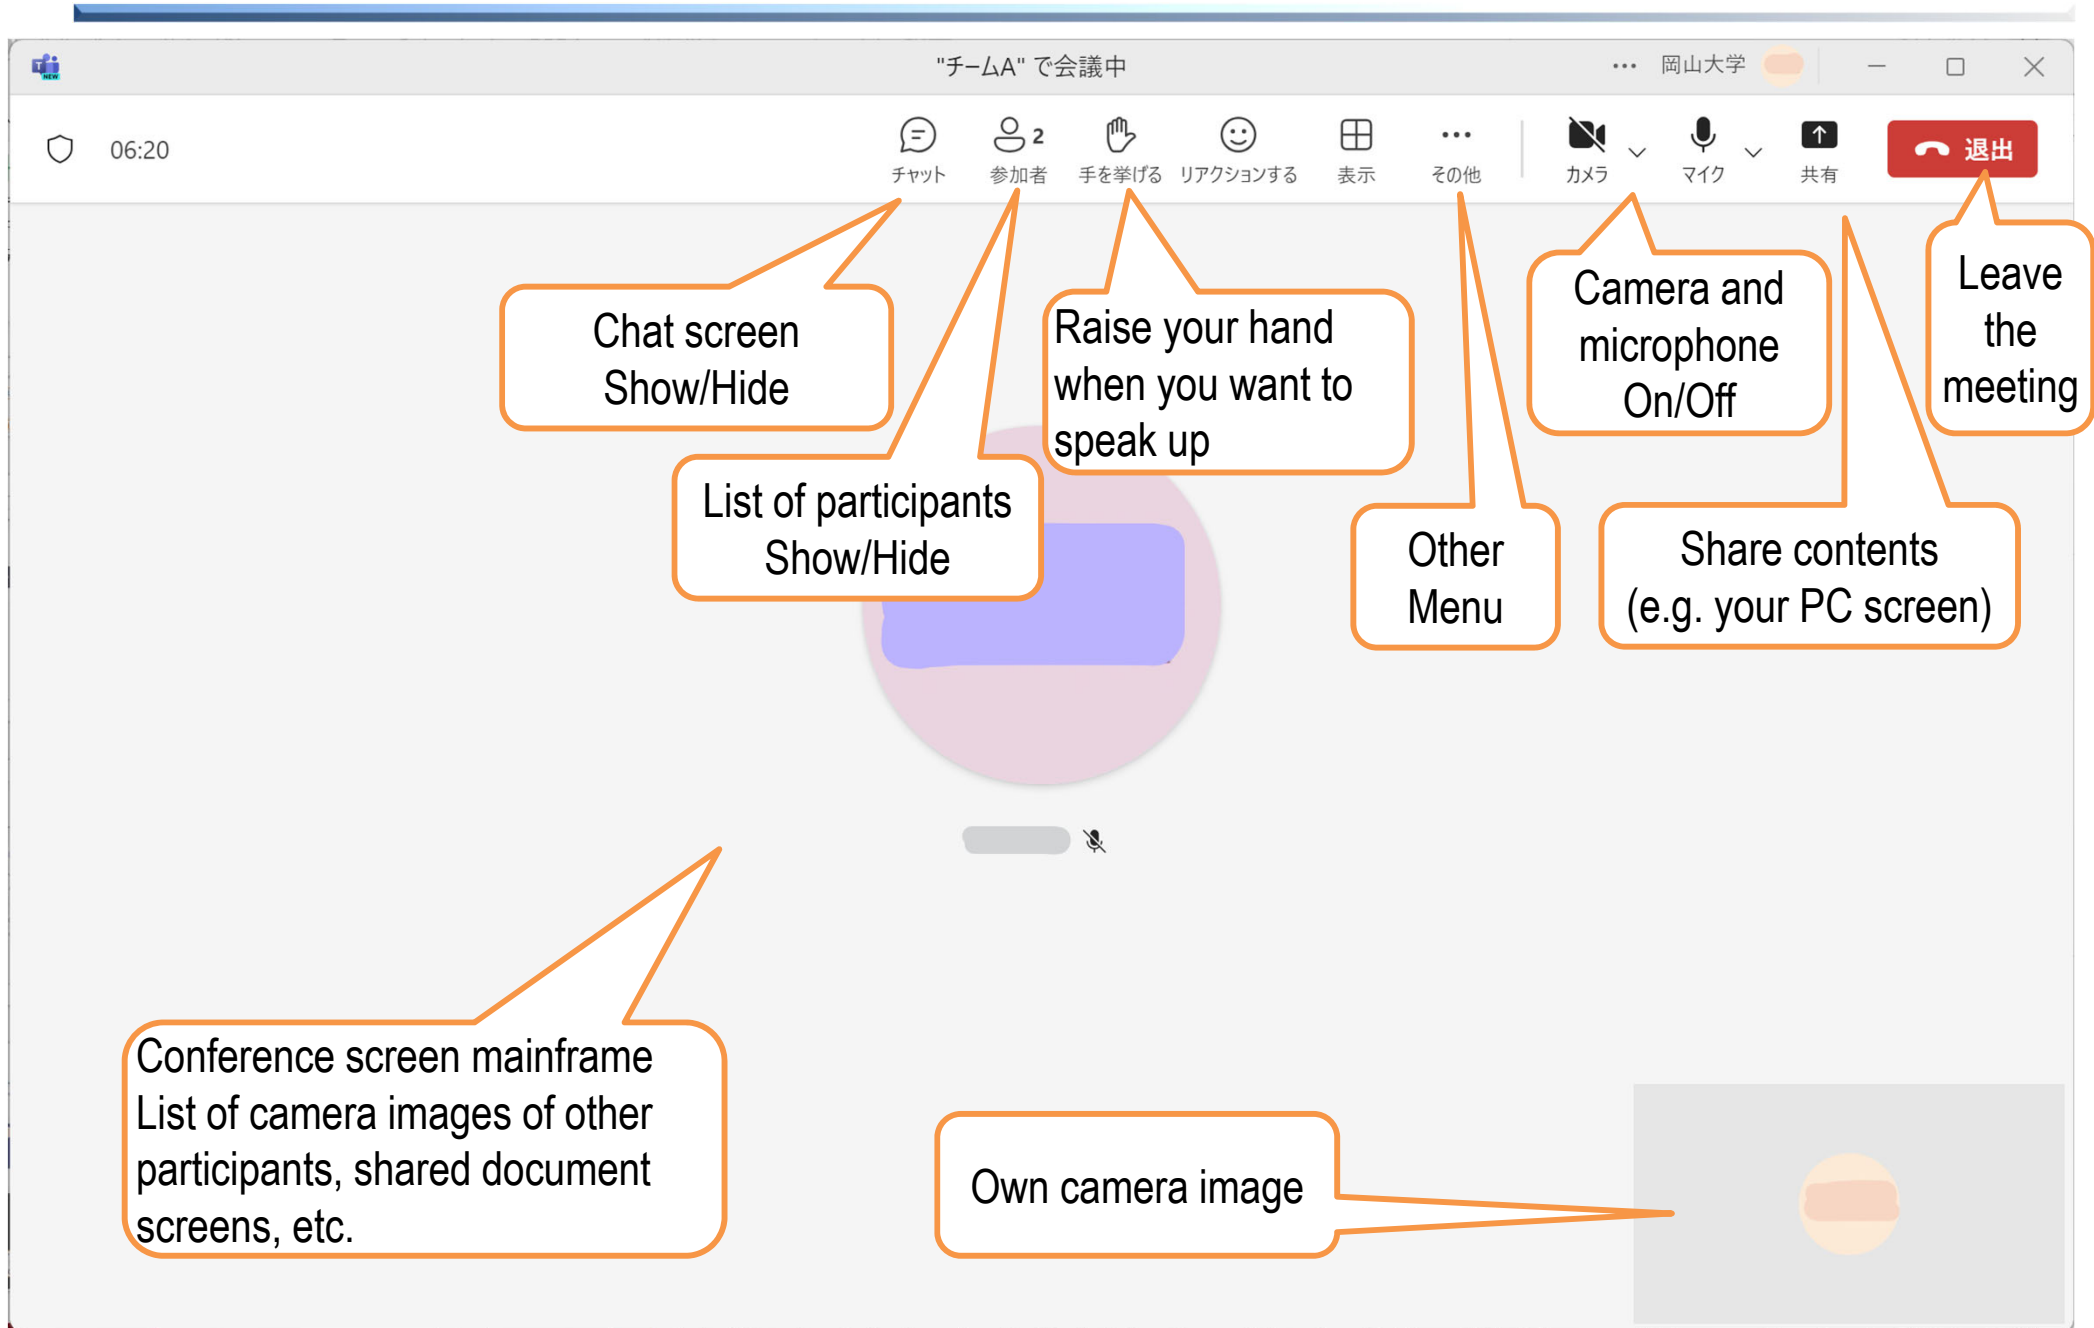 "チームA" で会議中
岡山大学
06:20
2
チャット
参加者
手を挙げる
リアクションする
表示
その他
カメラ
マイク
共有
退出
Chat screen
Show/Hide
List of participants
Show/Hide
Raise your hand
when you want to
speak up
Other
Menu
Camera and
microphone
On/Off
Share contents
(e.g. your PC screen)
Leave
the
meeting
Conference screen mainframe
List of camera images of other
participants, shared document
screens, etc.
Own camera image
T
NEW